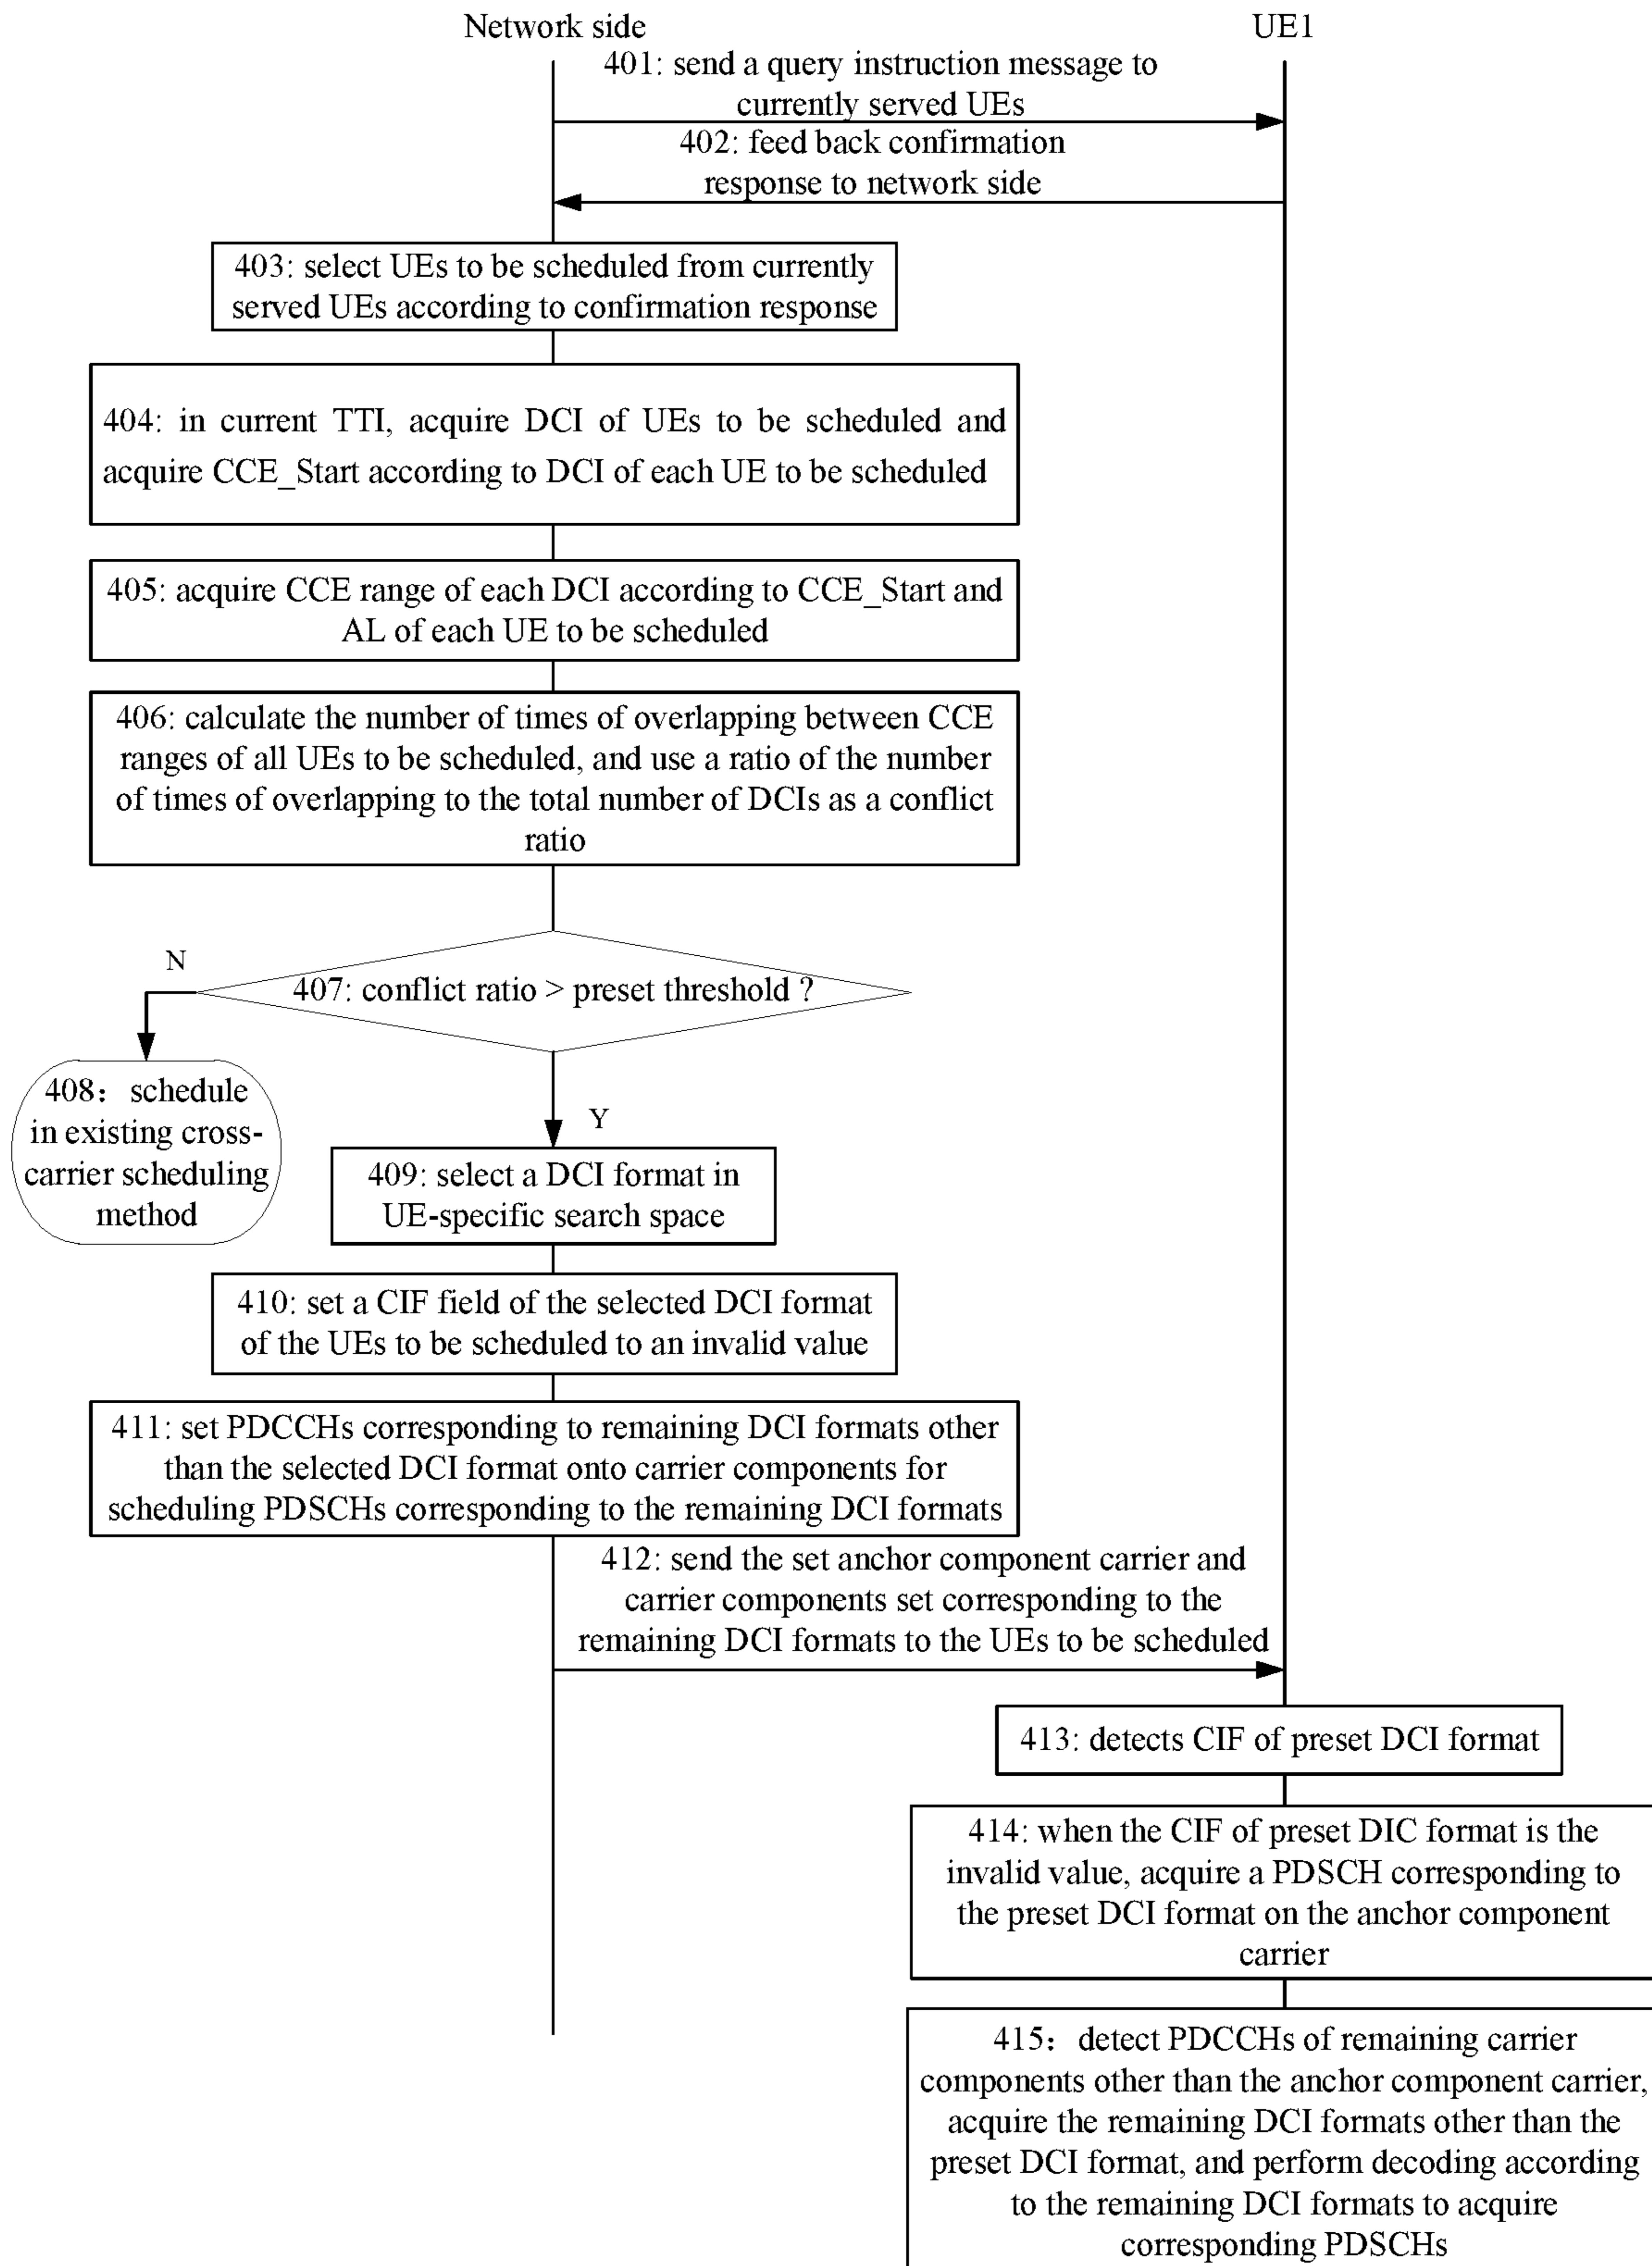 Network side
UE1
401: send a query instruction message to
currently served UEs
402: feed back confirmation
response to network side
403: select UEs to be scheduled from currently
served UEs according to confirmation response
404: in current TTI, acquire DCI of UEs to be scheduled and
acquire CCE_Start according to DCI of each UE to be scheduled
405: acquire CCE range of each DCI according to CCE_Start and
AL of each UE to be scheduled
406: calculate the number of times of overlapping between CCE
ranges of all UEs to be scheduled, and use a ratio of the number
of times of overlapping to the total number of DCIs as a conflict
ratio
N
407: conflict ratio > preset threshold ?
408：schedule
in existing cross-
carrier scheduling
method
Y
409: select a DCI format in
UE-specific search space
410: set a CIF field of the selected DCI format
of the UEs to be scheduled to an invalid value
411: set PDCCHs corresponding to remaining DCI formats other
than the selected DCI format onto carrier components for
scheduling PDSCHs corresponding to the remaining DCI formats
412: send the set anchor component carrier and
carrier components set corresponding to the
remaining DCI formats to the UEs to be scheduled
413: detects CIF of preset DCI format
414: when the CIF of preset DIC format is the
invalid value, acquire a PDSCH corresponding to
the preset DCI format on the anchor component
carrier
415：detect PDCCHs of remaining carrier
components other than the anchor component carrier,
acquire the remaining DCI formats other than the
preset DCI format, and perform decoding according
to the remaining DCI formats to acquire
corresponding PDSCHs